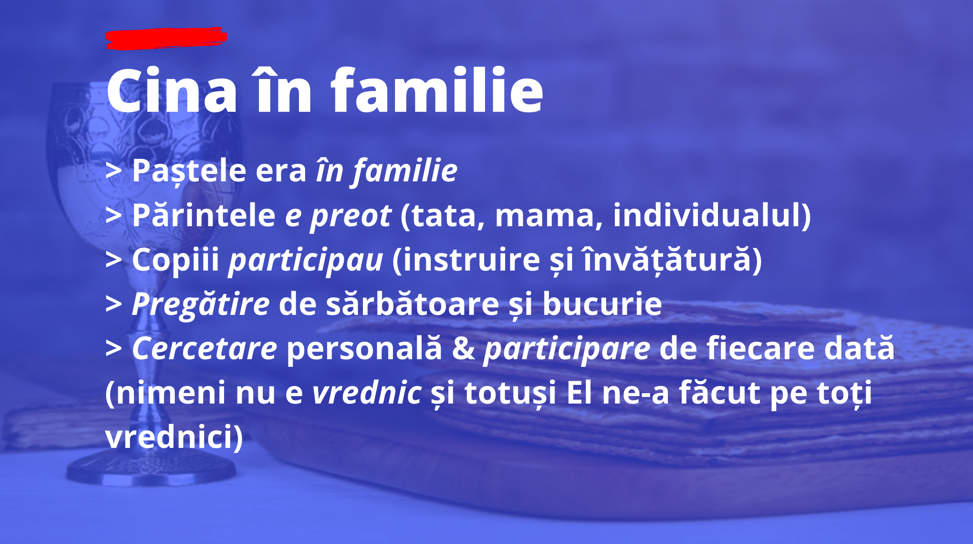 Cina în familie
> Paștele era în familie
> Părintele e preot (tata, mama, individualul)
> Copiii participau (instruire și învățătură)
> Pregătire de sărbătoare și bucurie
> Cercetare personală & participare de fiecare dată
(nimeni nu e vrednic și totuși El ne-a făcut pe toți
vrednici)